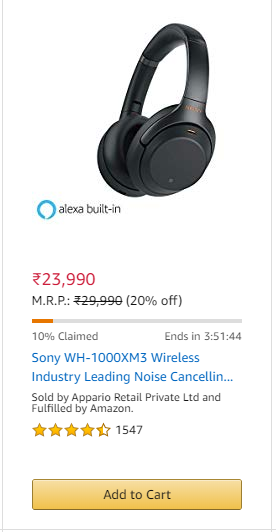 SONY
alexa built-in
₹23,990
M.R.P.: ₹29,990 (20% off)
10% Claimed Ends in 3:51:44
Sony WH-1000XM3 Wireless
Industry Leading Noise Cancellin...
Sold by Appario Retail Private Ltd and
Fulfilled by Amazon.
1547
Add to Cart